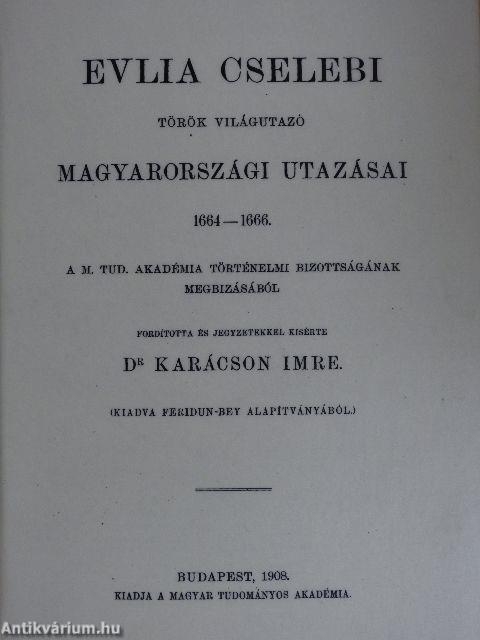 EVLIA CSELEBI
TÖRÖK VILÁGUTAZÓ
MAGYARORSZÁGI UTAZÁSAI
1664—1666.
A M. TUD. AKADÉMIA TÖRTÉNELMI BIZOTTSÁGÁNAK
MEGBIZÁSÁBÓL
FORDÍTOTTA ÉS JEGYZETEKKEL KISÉRTE
DR KARÁCSON IMRE.
(KIADVA FERIDUN-BEY ALAPÍTVÁNYÁBÓL.)
BUDAPEST, 1908.
KIADJA A MAGYAR TUDOMÁNYOS AKADÉMIA.
Antikvárium.hu